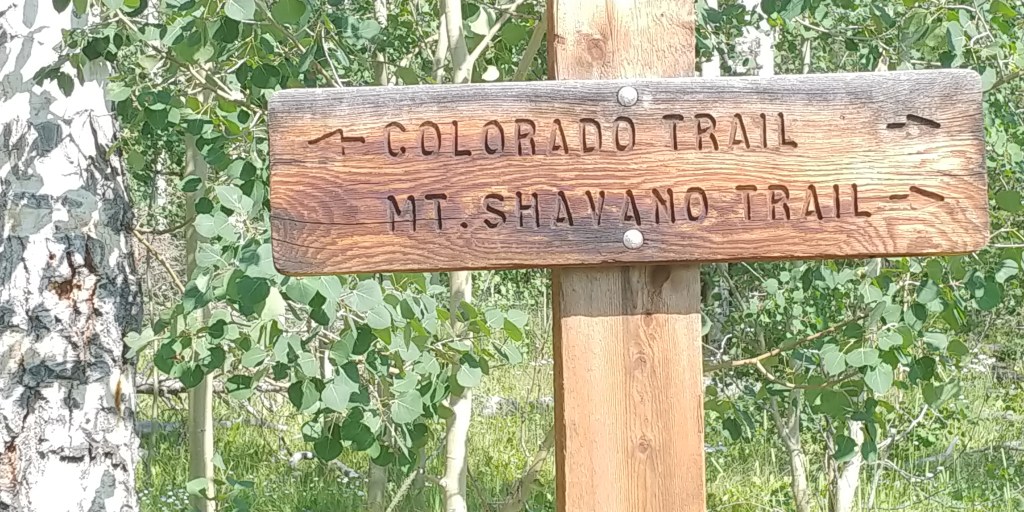 ← COLORADO TRAIL →
MT. SHAVANO TRAIL →